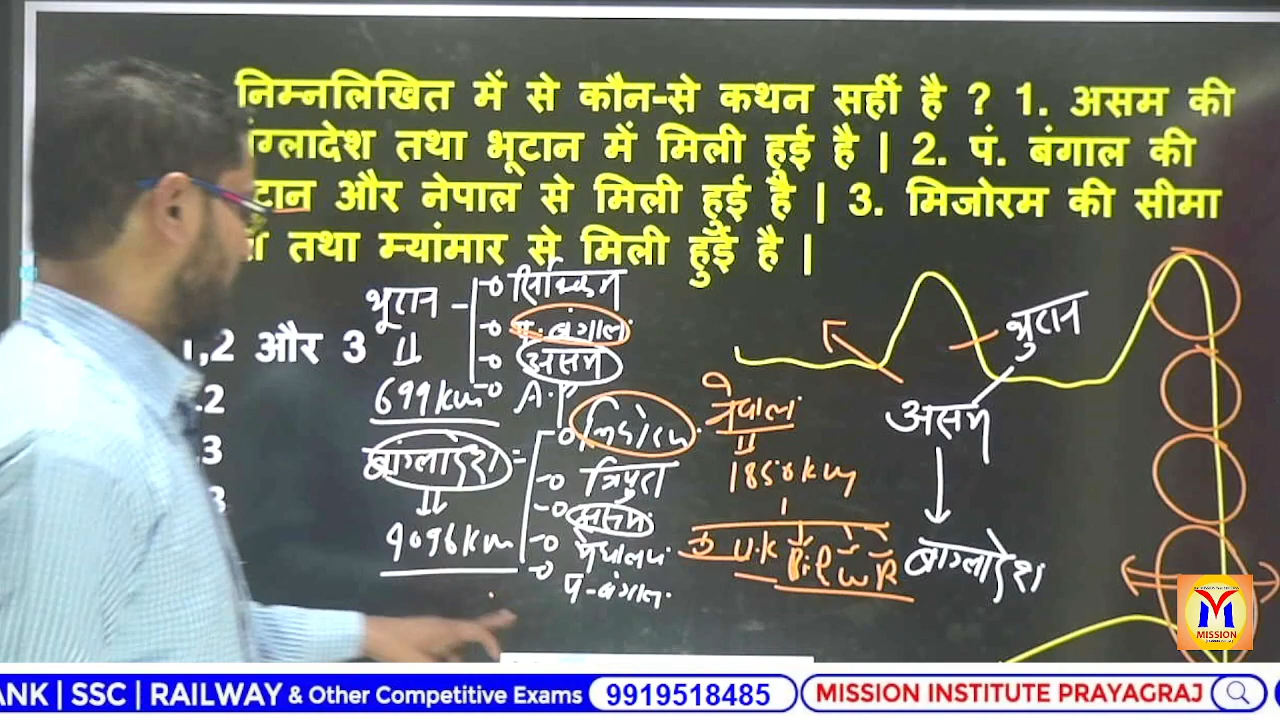 निम्नलिखित में से कौन-से कथन सहीं है ? 1. असम की
ंग्लादेश तथा भूटान में मिली हुई है | 2. पं. बंगाल की
टान और नेपाल से मिली हुई है | 3. मिजोरम की सीमा
तथा म्यांमार से मिली हुई है |
1,2 और 3
.2
.3
3
भूटान
699 km
सिक्किम
प. बंगाल
असम
A.P
बांग्लादेश
4096 km
मिजोरम
त्रिपुरा
असम
मेघालय
प-बंगाल
नेपाल
1850 km
U.K
भूटान
असम
बांग्लादेश
MISSION
ANK | SSC | RAILWAY & Other Competitive Exams 9919518485 MISSION INSTITUTE PRAYAGRAJ